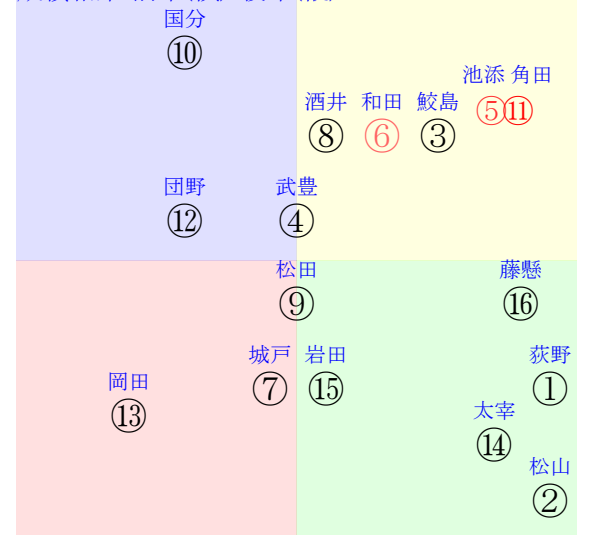 国分
⑩
池添 角田
⑤⑪
酒井 和田 鮫島
⑧ ⑥ ③
団野 武豊
⑫ ④
松田 藤懸
⑨ ⑯
城戸 岩田 荻野
⑦ ⑮ ①
岡田
⑬
太宰
⑭
松山
②